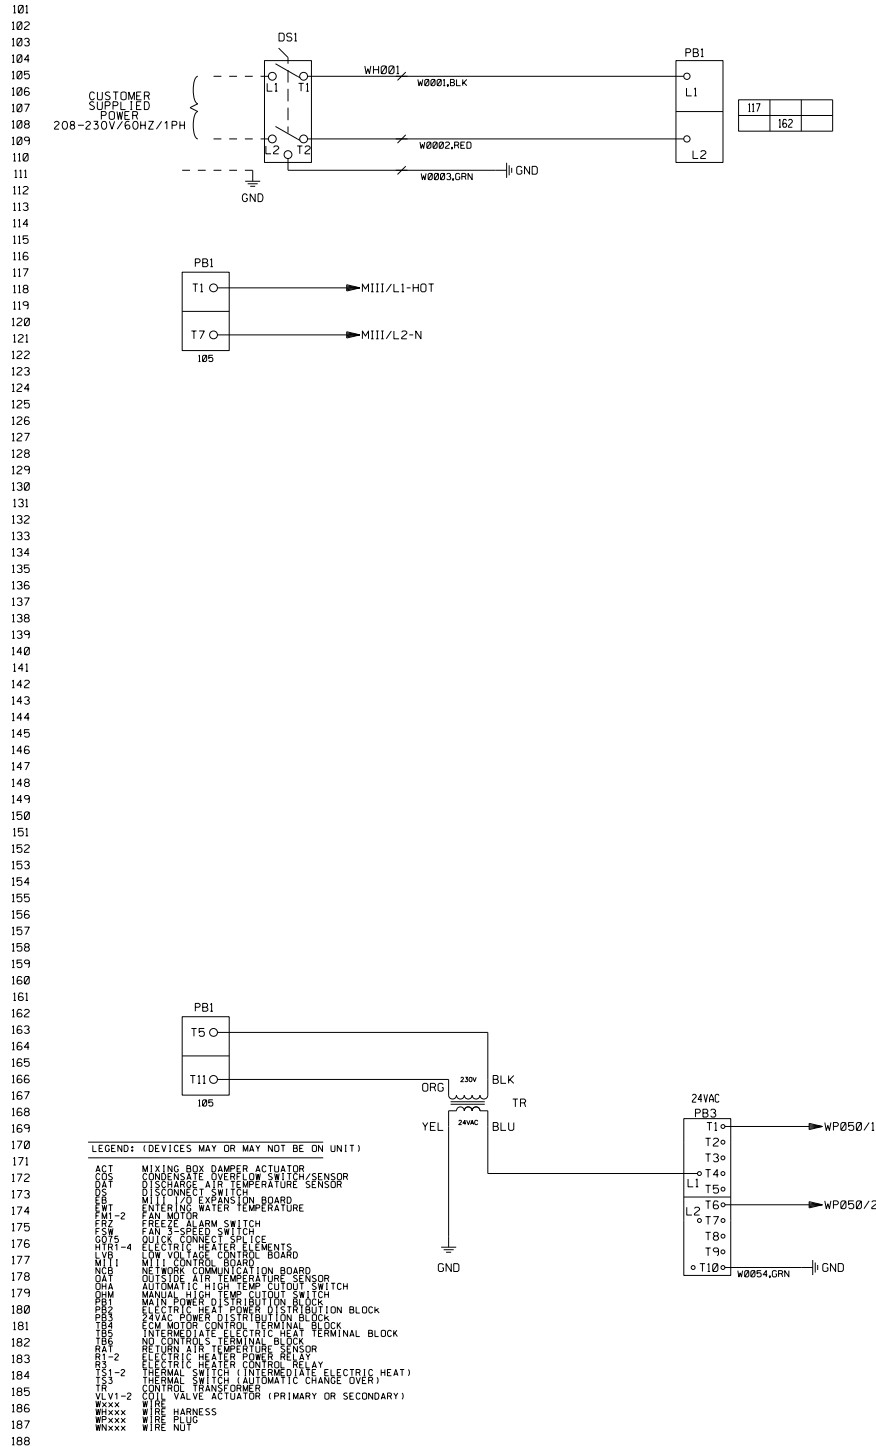 101
102
103
DS1
104
PB1
105
WH001
W0001,BLK
L1
T1
106
L1
CUSTOMER
SUPPLIED
POWER
208-230V/60HZ/1PH
107
117
108
162
109
L2
T2
W0002,RED
110
L2
111
W0003,GRN
GND
112
GND
113
114
115
116
PB1
117
118
T1
MIII/L1-HOT
119
120
121
T7
MIII/L2-N
122
105
123
124
125
126
127
128
129
130
131
132
133
134
135
136
137
138
139
140
141
142
143
144
145
146
147
148
149
150
151
152
153
154
155
156
157
158
159
160
161
162
PB1
163
T5
164
165
166
T11
ORG
230V
BLK
167
105
TR
168
24VAC
PB3
169
YEL
24VAC
BLU
T1
WP050/1
170
T2
171
T3
172
T4
L1
173
T5
174
T6
WP050/2
L2
175
T7
176
T8
177
T9
GND
178
T10
W0054,GRN
GND
179
180
181
182
183
184
185
186
187
188
LEGEND: (DEVICES MAY OR MAY NOT BE ON UNIT)
ACT MIXING BOX DAMPER ACTUATOR
COS CONDENSATE OVERFLOW SWITCH/SENSOR
DAT DISCHARGE AIR TEMPERATURE SENSOR
DS DISCONNECT SWITCH
EB MIII I/O EXPANSION BOARD
EWT ENTERING WATER TEMPERATURE
FM1-2 FAN MOTOR
FRZ FREEZE ALARM SWITCH
FSW FAN 3-SPEED SWITCH
GQ75 QUICK CONNECT SPLICE
HTR1-4 ELECTRIC HEATER ELEMENTS
LVB LOW VOLTAGE CONTROL BOARD
MIII MIII CONTROL BOARD
NCB NETWORK COMMUNICATION BOARD
OAT OUTSIDE AIR TEMPERATURE SENSOR
OHA AUTOMATIC HIGH TEMP CUTOUT SWITCH
OHM MANUAL HIGH TEMP CUTOUT SWITCH
PB1 MAIN POWER DISTRIBUTION BLOCK
PB2 ELECTRIC HEAT POWER DISTRIBUTION BLOCK
PB3 24VAC POWER DISTRIBUTION BLOCK
TB4 ECM MOTOR CONTROL TERMINAL BLOCK
TB5 INTERMEDIATE ELECTRIC HEAT TERMINAL BLOCK
TB6 NO CONTROLS TERMINAL BLOCK
RAT RETURN AIR TEMPERTURE SENSOR
R1-2 ELECTRIC HEATER POWER RELAY
R3 ELECTRIC HEATER CONTROL RELAY
TS1-2 THERMAL SWITCH (INTERMEDIATE ELECTRIC HEAT)
TS3 THERMAL SWITCH (AUTOMATIC CHANGE OVER)
TR CONTROL TRANSFORMER
VLV1-2 COIL VALVE ACTUATOR (PRIMARY OR SECONDARY)
Wxxx WIRE
WHxxx WIRE HARNESS
WPxxx WIRE PLUG
WNxxx WIRE NUT